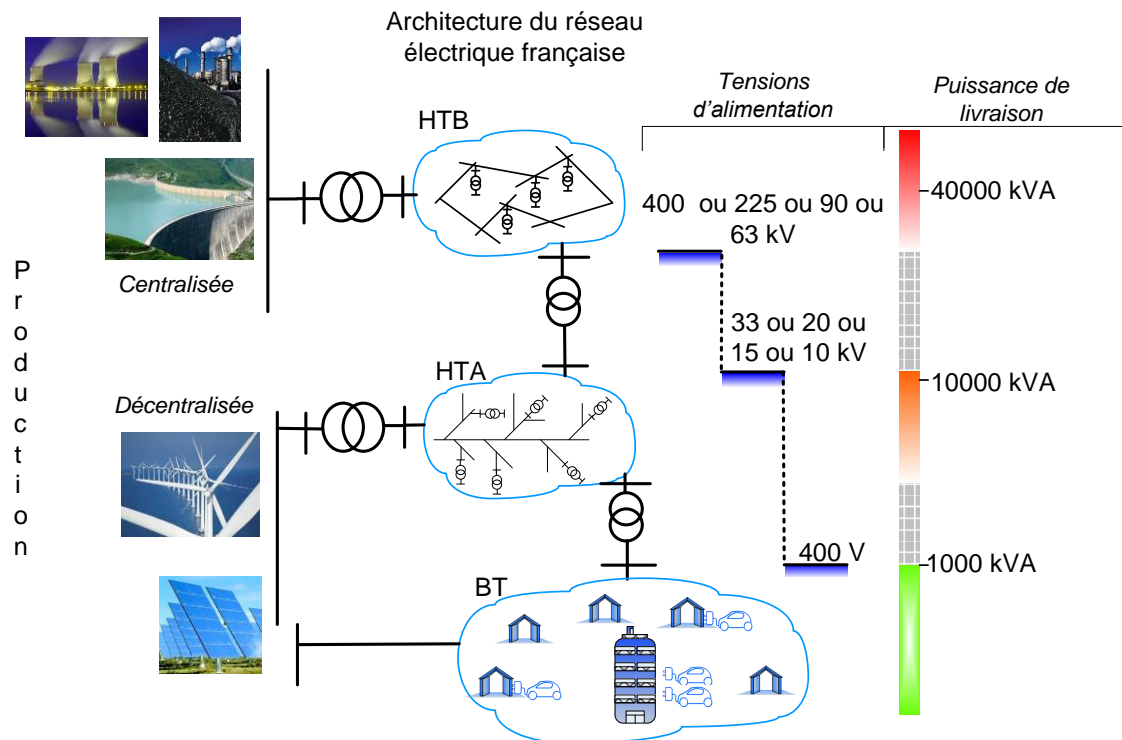 Architecture du réseau
électrique française
Tensions
d'alimentation
Puissance de
livraison
HTB
400 ou 225 ou 90 ou
63 kV
40000 kVA
Production
Centralisée
33 ou 20 ou
15 ou 10 kV
HTA
10000 kVA
Décentralisée
400 V
1000 kVA
BT